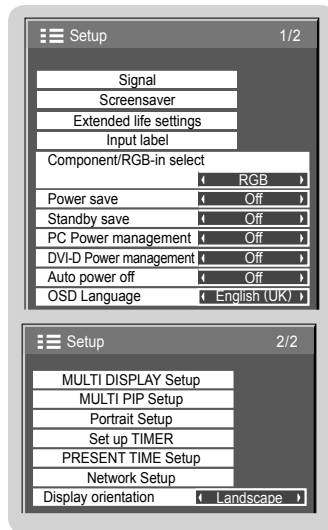 Setup 1/2
Signal
Screensaver
Extended life settings
Input label
Component/RGB-in select
RGB
Power save Off
Standby save Off
PC Power management Off
DVI-D Power management Off
Auto power off Off
OSD Language English (UK)
Setup 2/2
MULTI DISPLAY Setup
MULTI PIP Setup
Portrait Setup
Set up TIMER
PRESENT TIME Setup
Network Setup
Display orientation Landscape